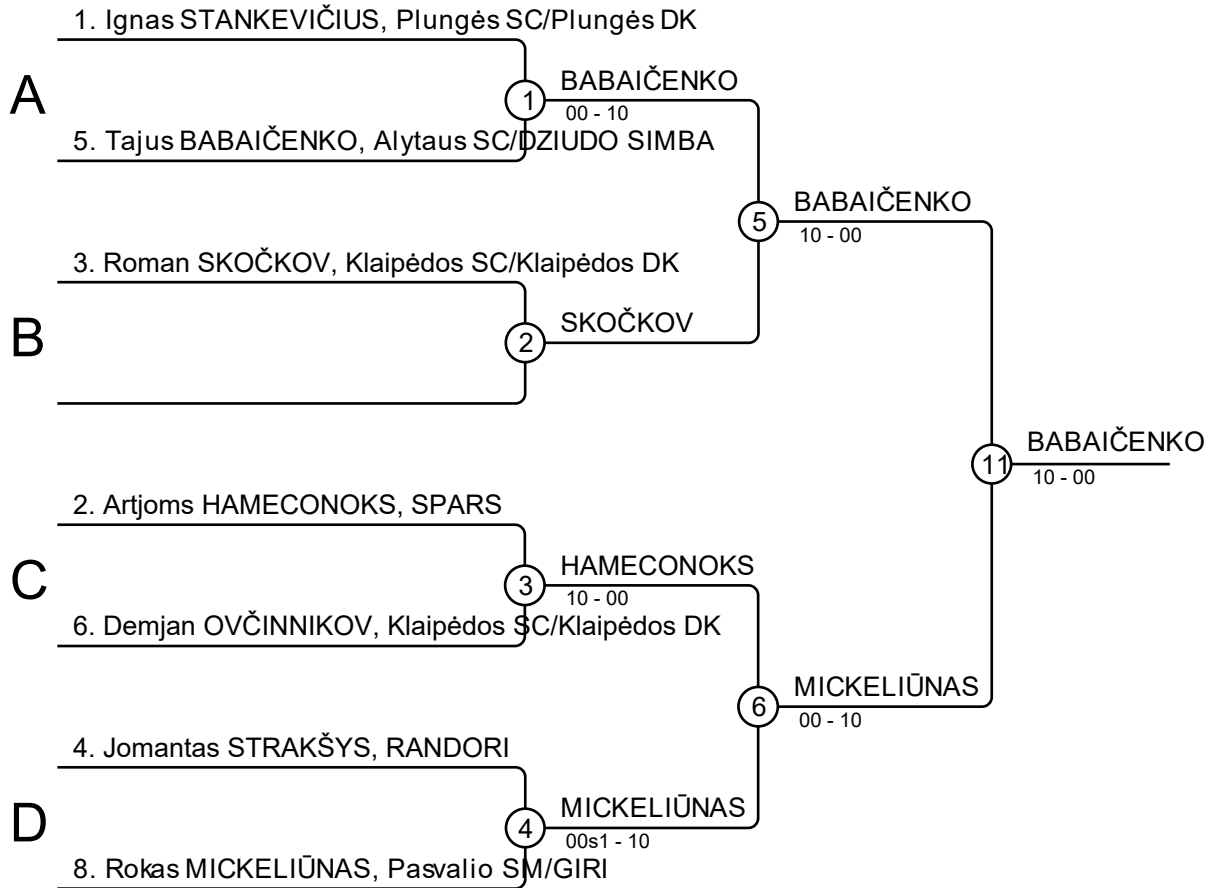 1. Ignas STANKEVIČIUS, Plungės SC/Plungės DK
A
1
BABAIČENKO
00 - 10
5. Tajus BABAIČENKO, Alytaus SC/DZIUDO SIMBA
5
BABAIČENKO
10 - 00
3. Roman SKOČKOV, Klaipėdos SC/Klaipėdos DK
B
2
SKOČKOV
11
BABAIČENKO
10 - 00
2. Artjoms HAMECONOKS, SPARS
C
3
HAMECONOKS
10 - 00
6. Demjan OVČINNIKOV, Klaipėdos SC/Klaipėdos DK
6
MICKELIŪNAS
00 - 10
4. Jomantas STRAKŠYS, RANDORI
D
4
MICKELIŪNAS
00s1 - 10
8. Rokas MICKELIŪNAS, Pasvalio SM/GIRI